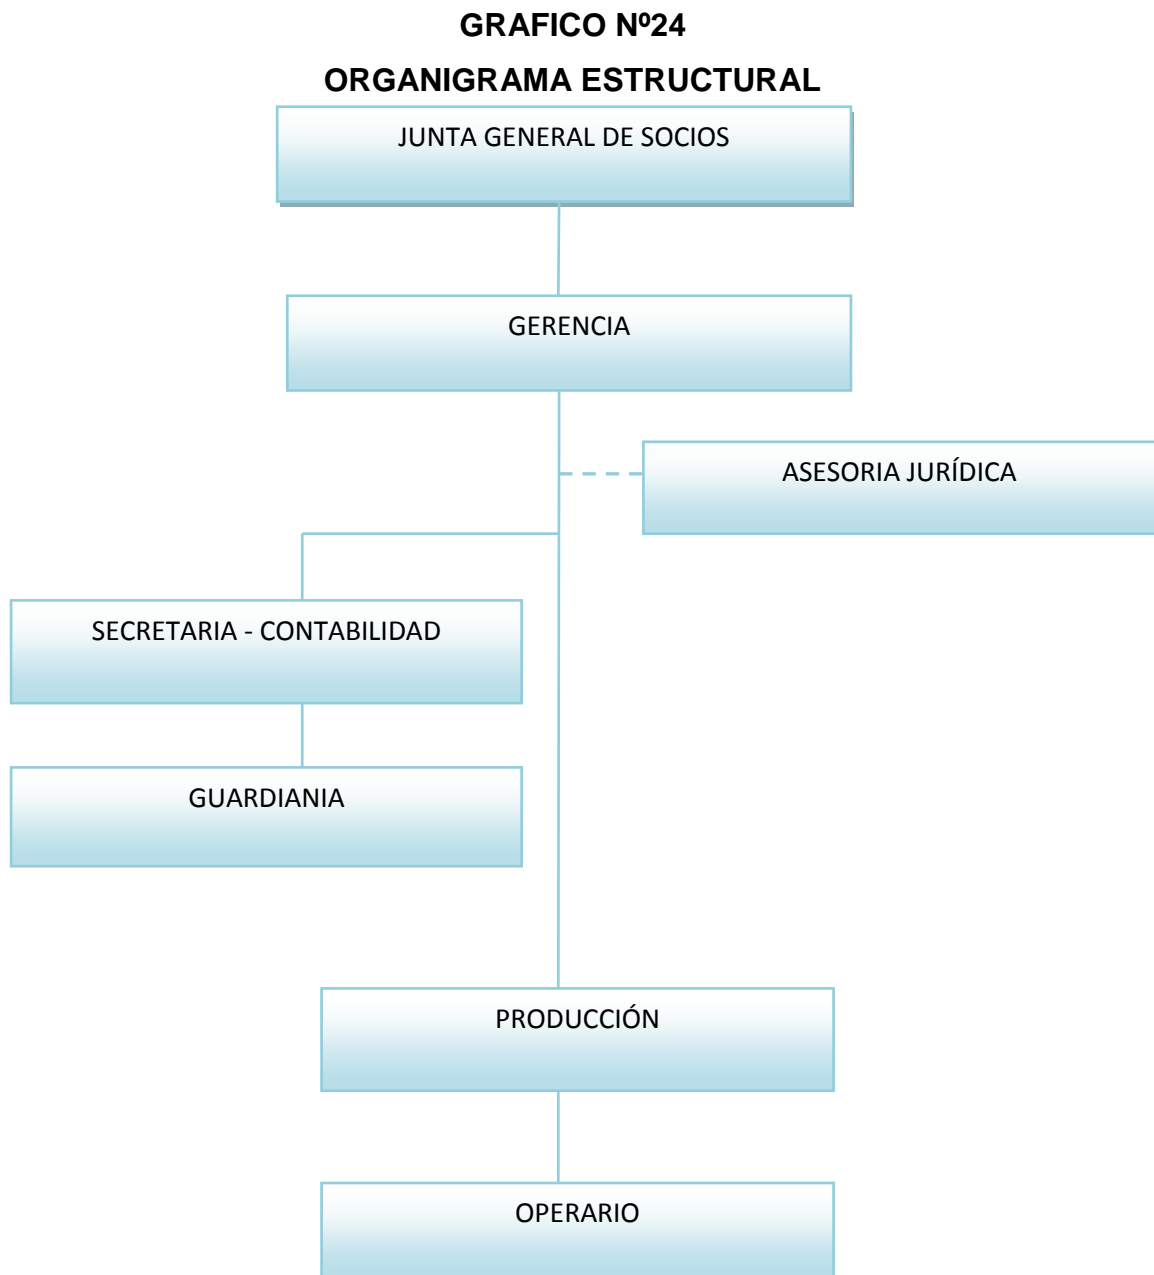 GRAFICO Nº24
ORGANIGRAMA ESTRUCTURAL
JUNTA GENERAL DE SOCIOS
GERENCIA
ASESORIA JURÍDICA
SECRETARIA - CONTABILIDAD
GUARDIANIA
PRODUCCIÓN
OPERARIO